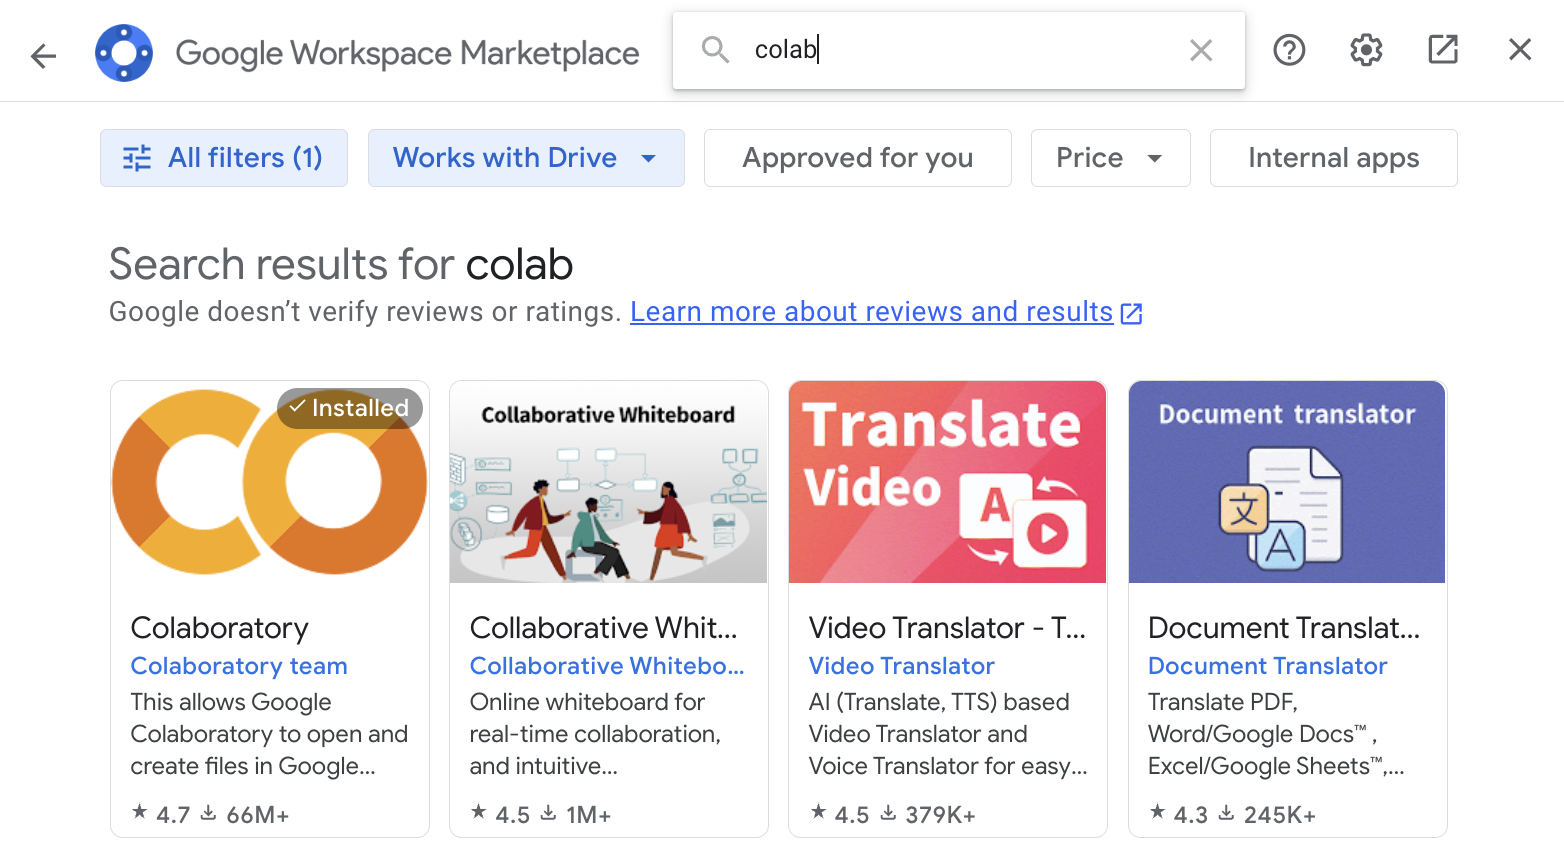 Google Workspace Marketplace
colab
All filters (1)
Works with Drive
Approved for you
Price
Internal apps
Search results for colab
Google doesn’t verify reviews or ratings. Learn more about reviews and results
Installed
Colaboratory
Colaboratory team
This allows Google
Colaboratory to open and
create files in Google...
4.7 66M+
Collaborative Whiteboard
Collaborative Whit...
Collaborative Whitebo...
Online whiteboard for
real-time collaboration,
and intuitive...
4.5 1M+
Translate
Video
A
Video Translator - T...
Video Translator
AI (Translate, TTS) based
Video Translator and
Voice Translator for easy...
4.5 379K+
Document translator
文
A
Document Translat...
Document Translator
Translate PDF,
Word/Google Docs™ ,
Excel/Google Sheets™,...
4.3 245K+